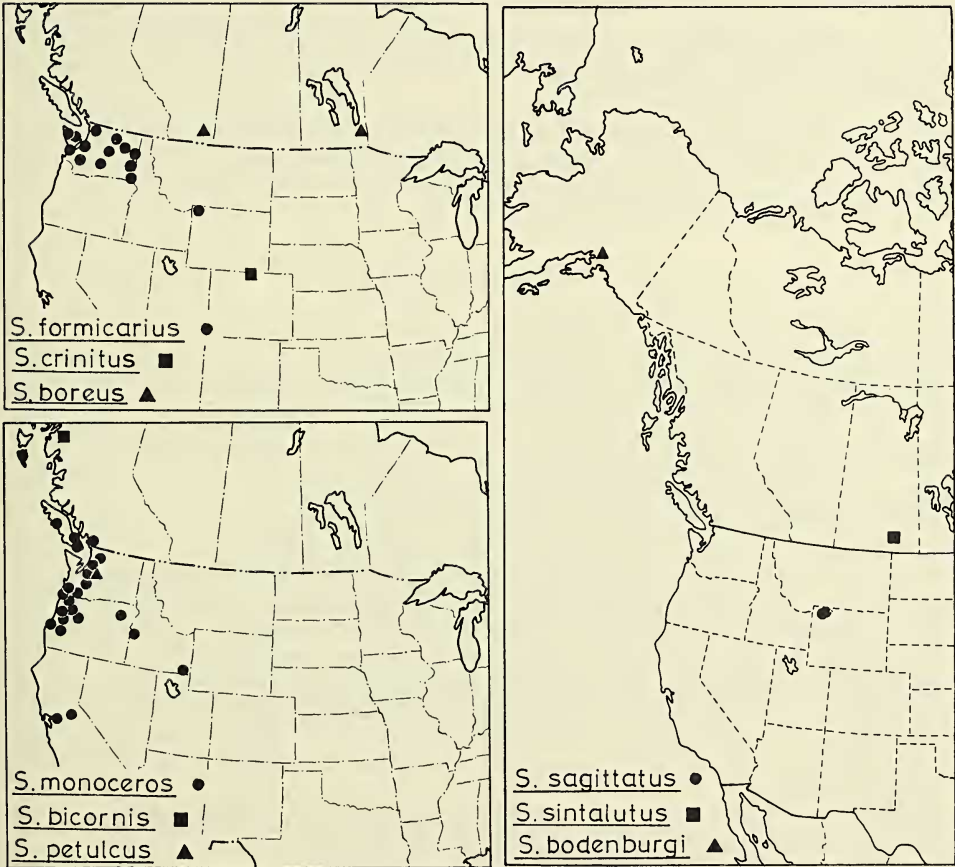 S. formicarius
S. crinitus
S. boreus
S. monoceros
S. bicornis
S. petulcus
S. sagittatus
S. sintalutus
S. bodenburgi